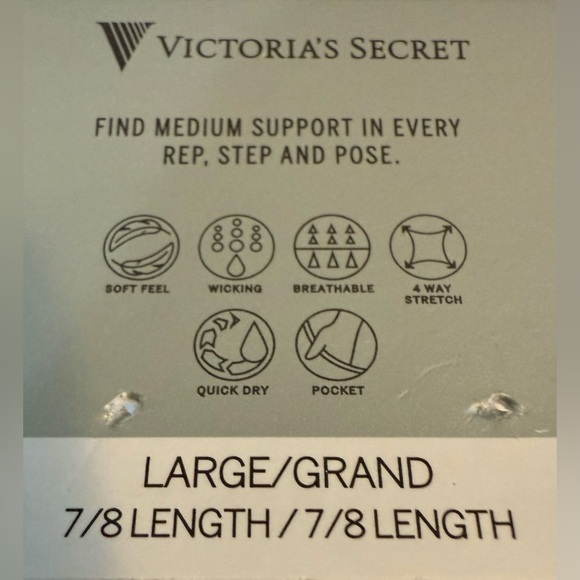 VICTORIA'S SECRET
FIND MEDIUM SUPPORT IN EVERY
REP, STEP AND POSE.
SOFT FEEL
WICKING
BREATHABLE
4 WAY
STRETCH
QUICK DRY
POCKET
LARGE/GRAND
7/8 LENGTH / 7/8 LENGTH